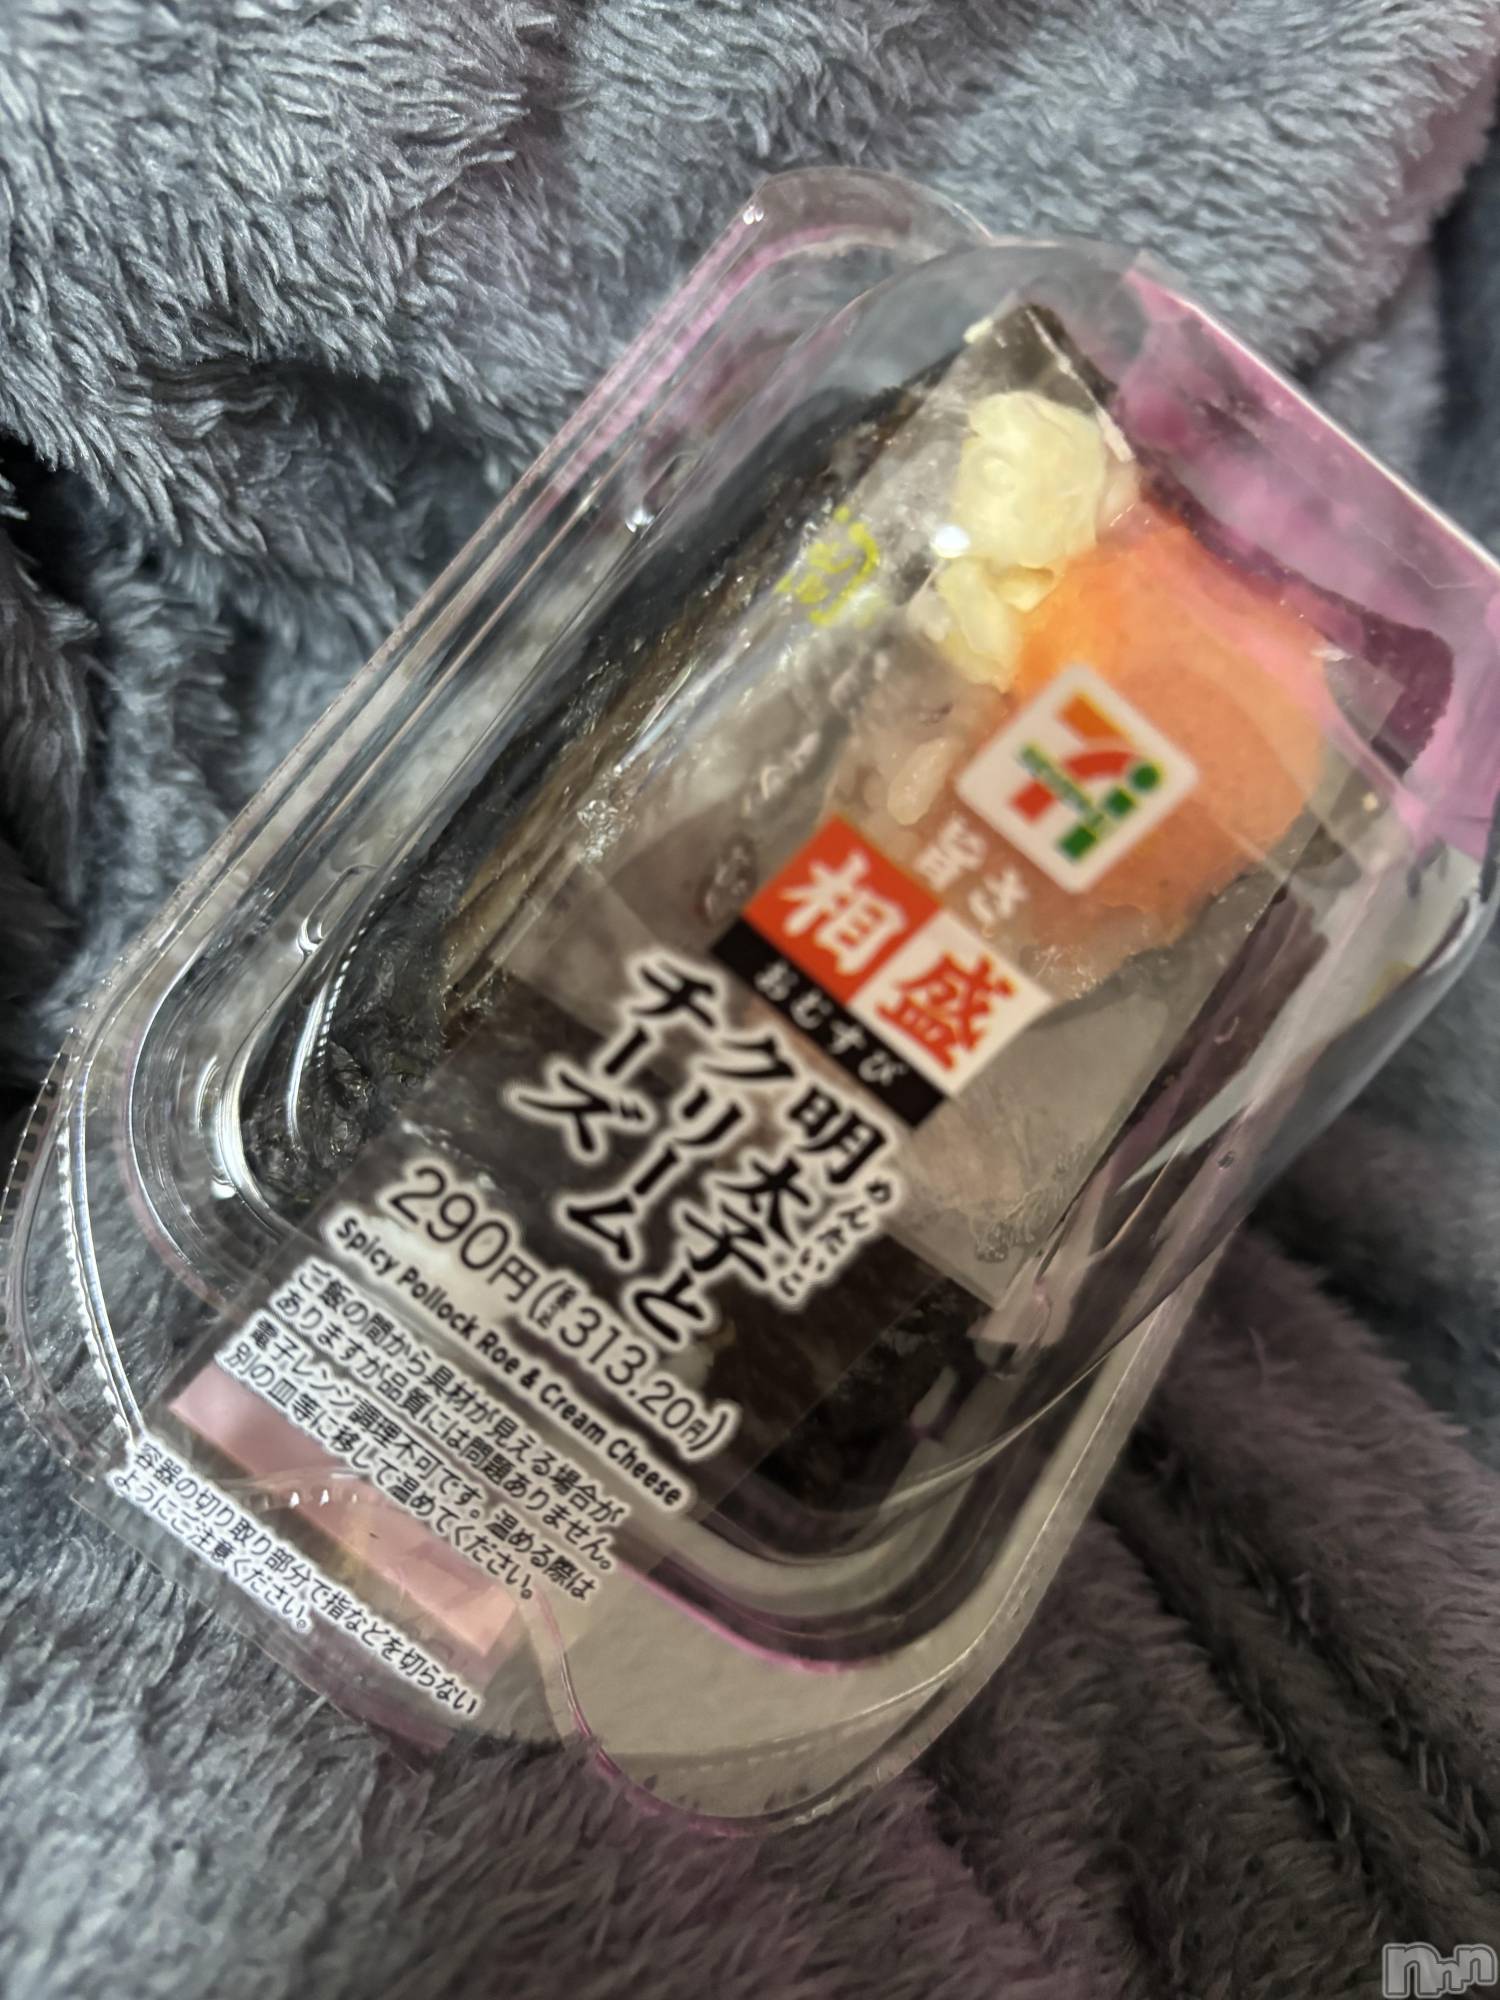 旨さ
相盛
おむすび
明太子と
めんたいこ
クリーム
チーズ
290円(税込313.20円)
Spicy Pollock Roe & Cream Cheese
ご飯の間から具材が見える場合が
ありますが品質には問題ありません。
電子レンジ調理不可です。温める際は
別の皿等に移して温めてください。
容器の切り取り部分で指などを切らない
ようにご注意ください。